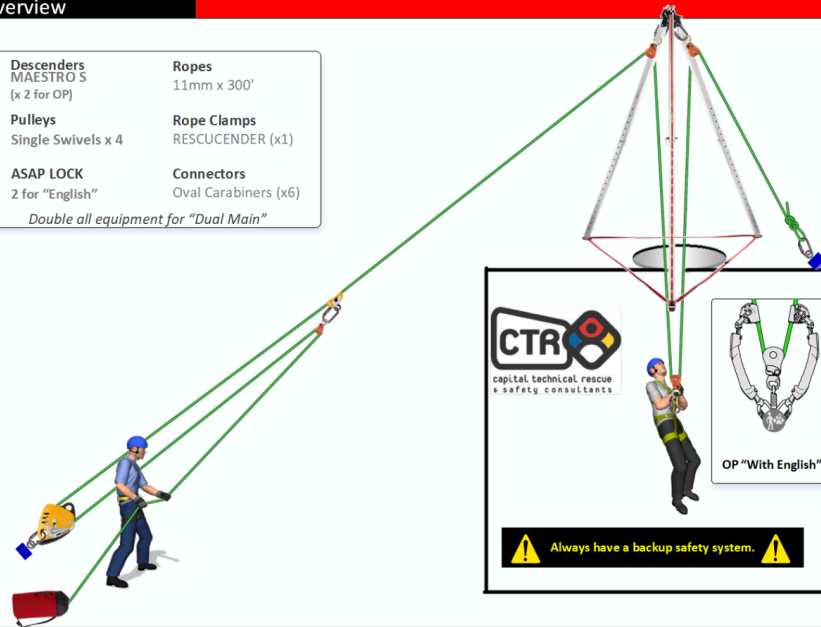 verview
Descenders
MAESTRO S
(x 2 for OP)
Pulleys
Single Swivels x 4
ASAP LOCK
2 for “English”
Ropes
11mm x 300'
Rope Clamps
RESCUCENDER (x1)
Connectors
Oval Carabiners (x6)
Double all equipment for “Dual Main”
CTR
capital technical rescue
& safety consultants
OP “With English”
Always have a backup safety system.